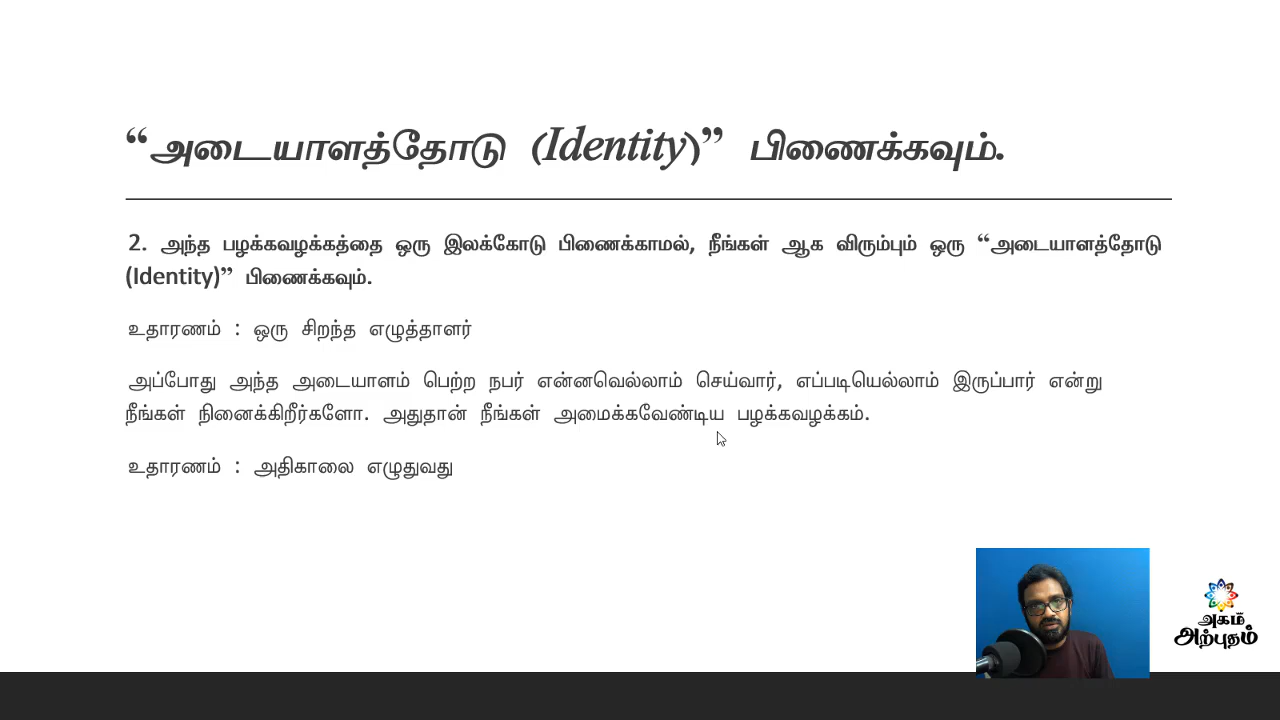 “அடையாளத்தோடு (Identity)” பிணைக்கவும்.
2. அந்த பழக்கவழக்கத்தை ஒரு இலக்கோடு பிணைக்காமல், நீங்கள் ஆக விரும்பும் ஒரு “அடையாளத்தோடு
(Identity)” பிணைக்கவும்.
உதாரணம் : ஒரு சிறந்த எழுத்தாளர்
அப்போது அந்த அடையாளம் பெற்ற நபர் என்னவெல்லாம் செய்வார், எப்படியெல்லாம் இருப்பார் என்று
நீங்கள் நினைக்கிறீர்களோ. அதுதான் நீங்கள் அமைக்கவேண்டிய பழக்கவழக்கம்.
உதாரணம் : அதிகாலை எழுதுவது
அகம்
அற்புதம்